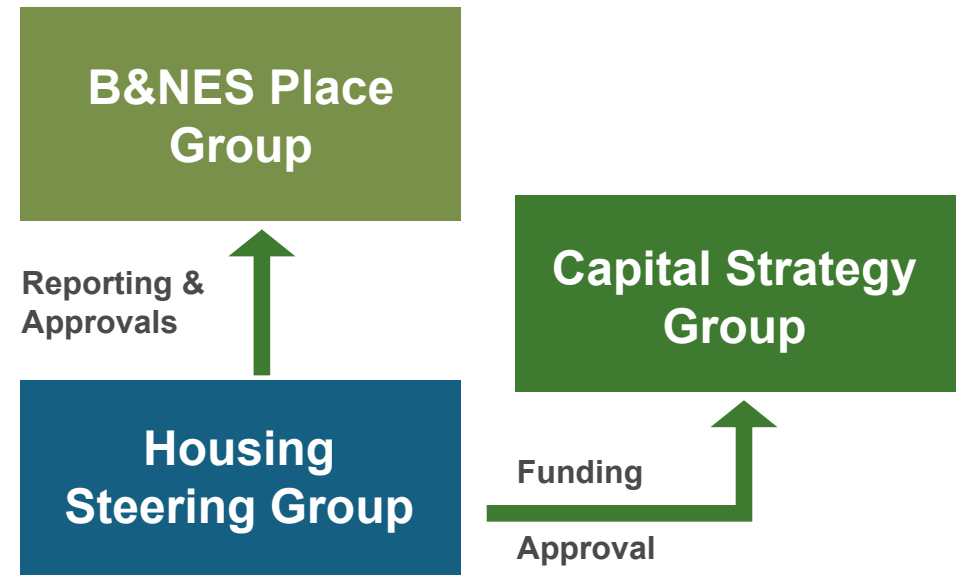 B&NES Place
Group
Reporting &
Approvals
Capital Strategy
Group
Housing
Steering Group
Funding
Approval